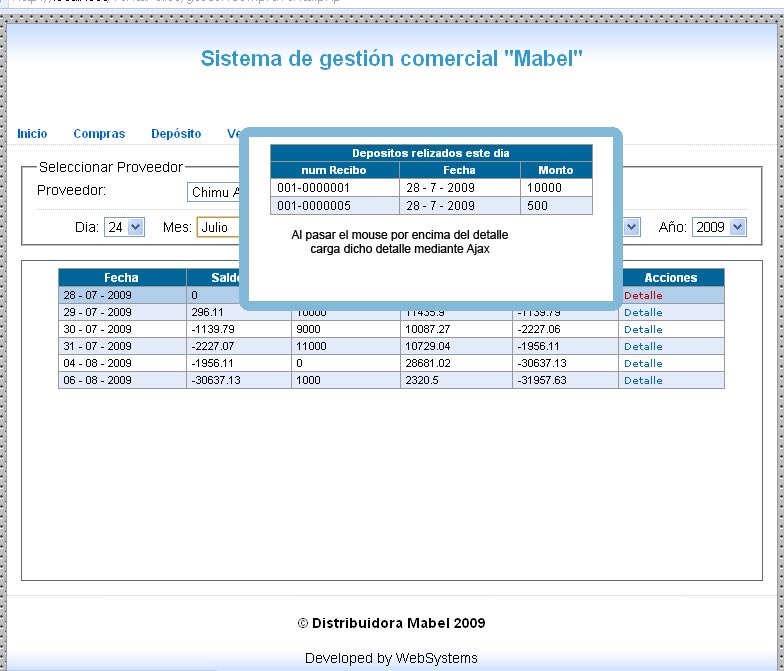 Sistema de gestión comercial "Mabel"
Inicio Compras Depósito
Depositos relizados este dia
num Recibo Fecha Monto
001-0000001 28 - 7 - 2009 10000
001-0000005 28 - 7 - 2009 500
Al pasar el mouse por encima del detalle
carga dicho detalle mediante Ajax
Seleccionar Proveedor
Proveedor: Chimu
Dia: 24 Mes: Julio Año: 2009
Fecha Saldo Acciones
28 - 07 - 2009 0 Detalle
29 - 07 - 2009 296.11 10000 11435.9 -1139.79 Detalle
30 - 07 - 2009 -1139.79 9000 10087.27 -2227.06 Detalle
31 - 07 - 2009 -2227.07 11000 10729.04 -1956.11 Detalle
04 - 08 - 2009 -1956.11 0 28681.02 -30637.13 Detalle
06 - 08 - 2009 -30637.13 1000 2320.5 -31957.63 Detalle
© Distribuidora Mabel 2009
Developed by WebSystems